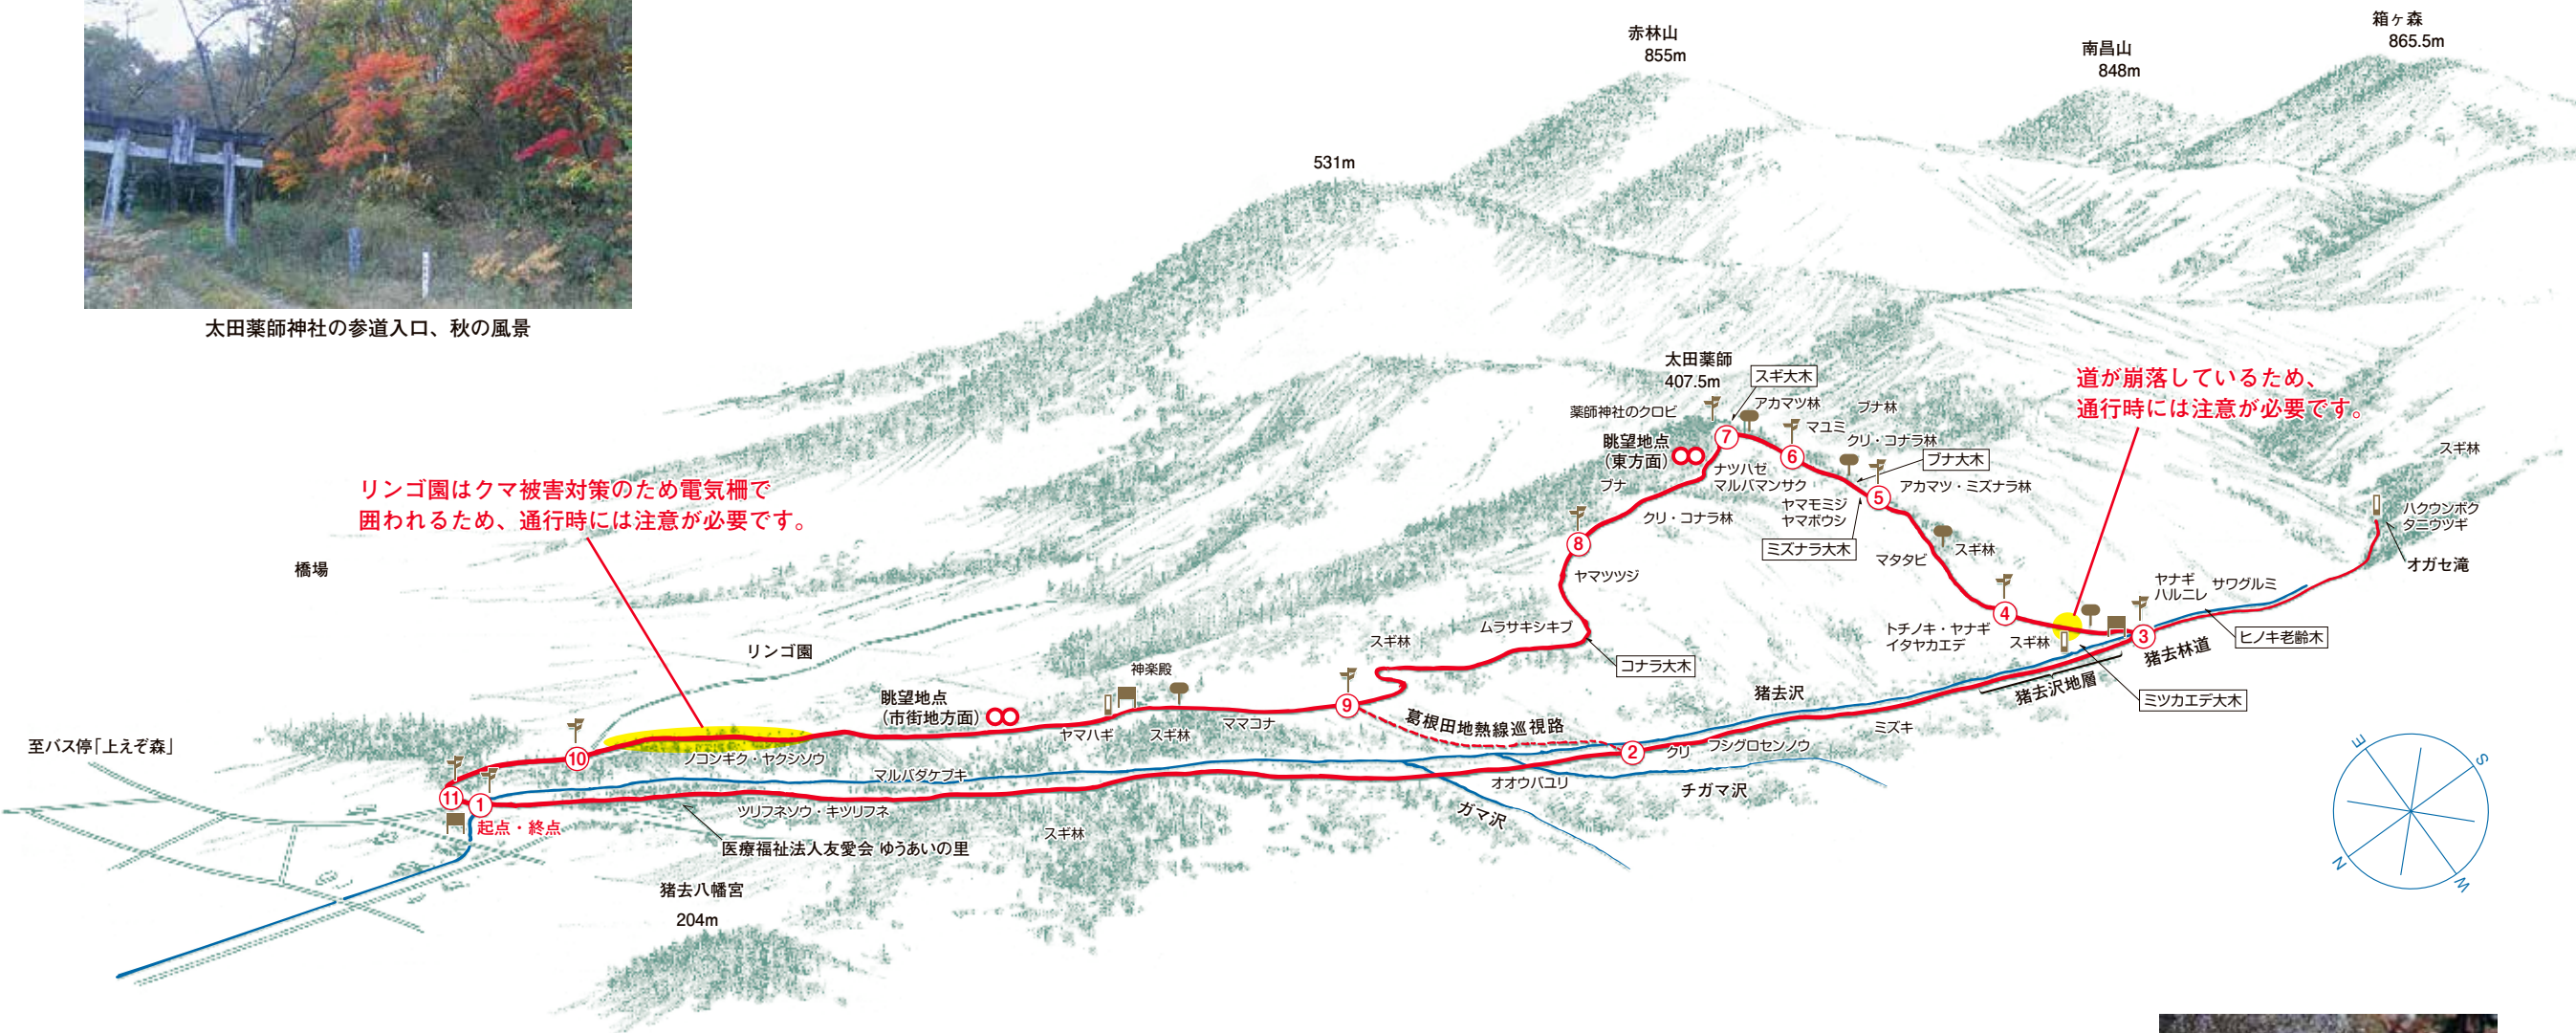 太田薬師神社の参道入口、秋の風景
赤林山
855m
南昌山
848m
箱ヶ森
865.5m
531m
太田薬師
407.5m
スギ大木
薬師神社のクロビ
アカマツ林
ブナ林
マユミ
クリ・コナラ林
眺望地点
(東方面)
ブナ大木
ナツハゼ
マルバマンサク
アカマツ・ミズナラ林
ブナ
クリ・コナラ林
ヤマモミジ
ヤマボウシ
ミズナラ大木
マタタビ
スギ林
道が崩落しているため、
通行時には注意が必要です。
スギ林
ハクウンボク
タニウツギ
オガセ滝
リンゴ園はクマ被害対策のため電気柵で
囲われるため、通行時には注意が必要です。
橋場
ヤマツツジ
ヤナギ
ハルニレ
サワグルミ
ヒノキ老齢木
トチノキ・ヤナギ
イタヤカエデ
スギ林
猪去林道
猪去沢地層
ミツカエデ大木
リンゴ園
スギ林
ムラサキシキブ
コナラ大木
神楽殿
眺望地点
(市街地方面)
ヤマハギ
スギ林
ママコナ
葛根田地熱線巡視路
猪去沢
ミズキ
フシグロセンノウ
クリ
至バス停「上えぞ森」
ノコンギク・ヤクシソウ
マルバダケブキ
オオウバユリ
チガマ沢
ガマ沢
ツリフネソウ・キツリフネ
起点・終点
スギ林
医療福祉法人友愛会 ゆうあいの里
猪去八幡宮
204m
1
2
3
4
5
6
7
8
9
10
11
E
S
N
W